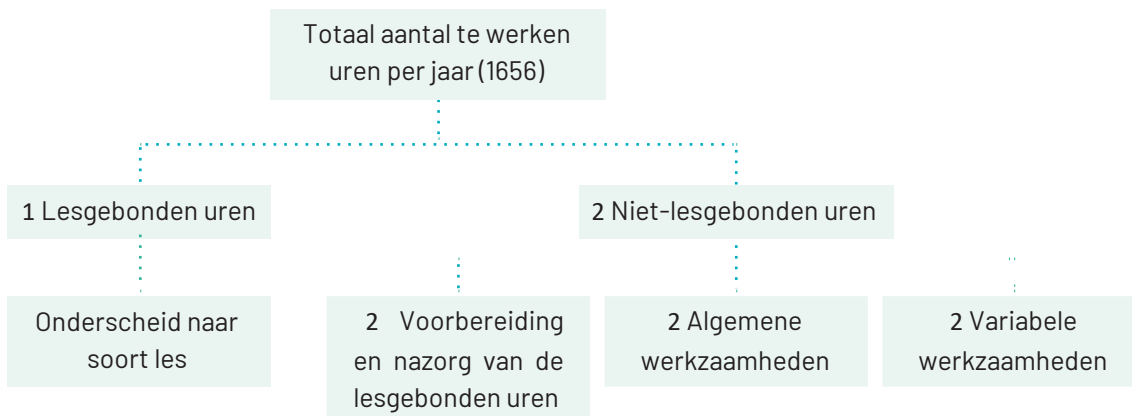 Totaal aantal te werken
uren per jaar (1656)
1 Lesgebonden uren
2 Niet-lesgebonden uren
Onderscheid naar
soort les
2 Voorbereiding
en nazorg van de
lesgebonden uren
2 Algemene
werkzaamheden
2 Variabele
werkzaamheden